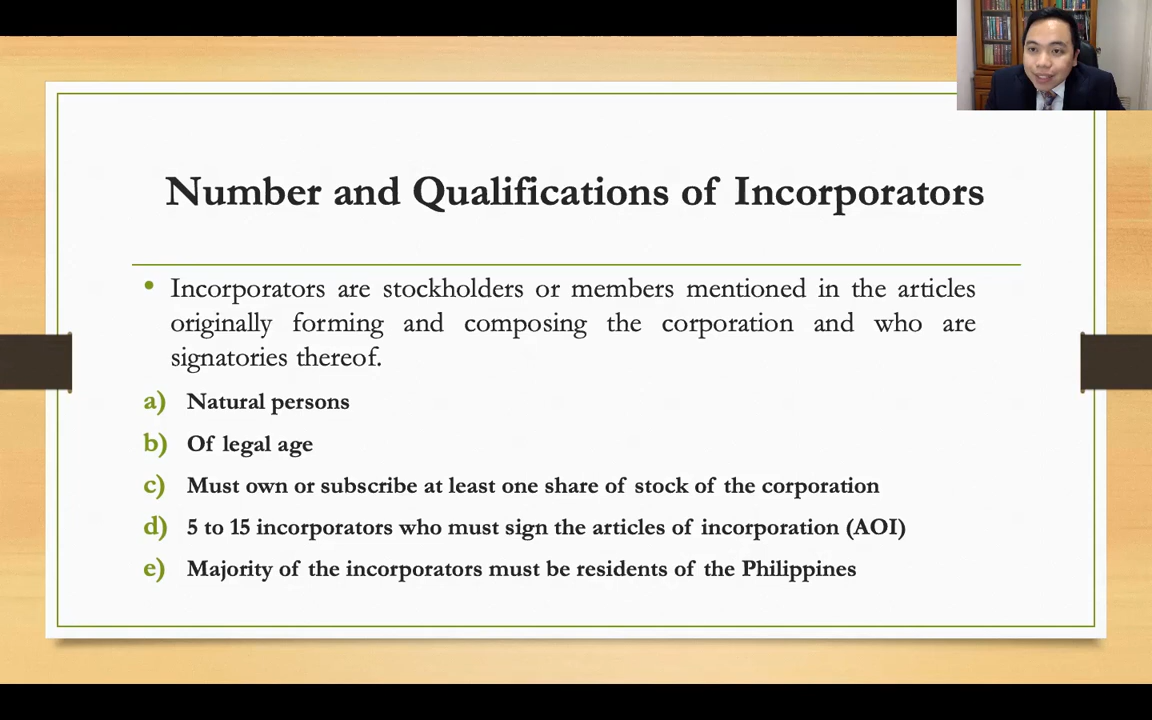 Number and Qualifications of Incorporators
• Incorporators are stockholders or members mentioned in the articles
originally forming and composing the corporation and who are
signatories thereof.
a) Natural persons
b) Of legal age
c) Must own or subscribe at least one share of stock of the corporation
d) 5 to 15 incorporators who must sign the articles of incorporation (AOI)
e) Majority of the incorporators must be residents of the Philippines